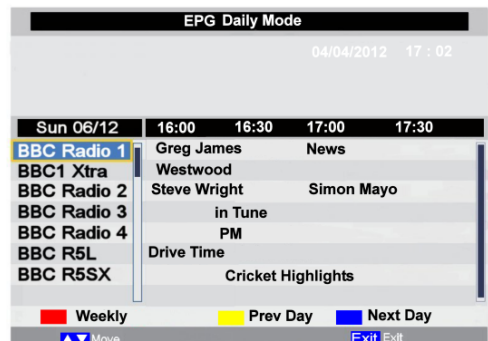 EPG Daily Mode
04/04/2012 17 : 02
Sun 06/12 16:00 16:30 17:00 17:30
BBC Radio 1 Greg James News
BBC1 Xtra Westwood
BBC Radio 2 Steve Wright Simon Mayo
BBC Radio 3 in Tune
BBC Radio 4 PM
BBC R5L Drive Time
BBC R5SX Cricket Highlights
Weekly Prev Day Next Day
Move Exit Exit